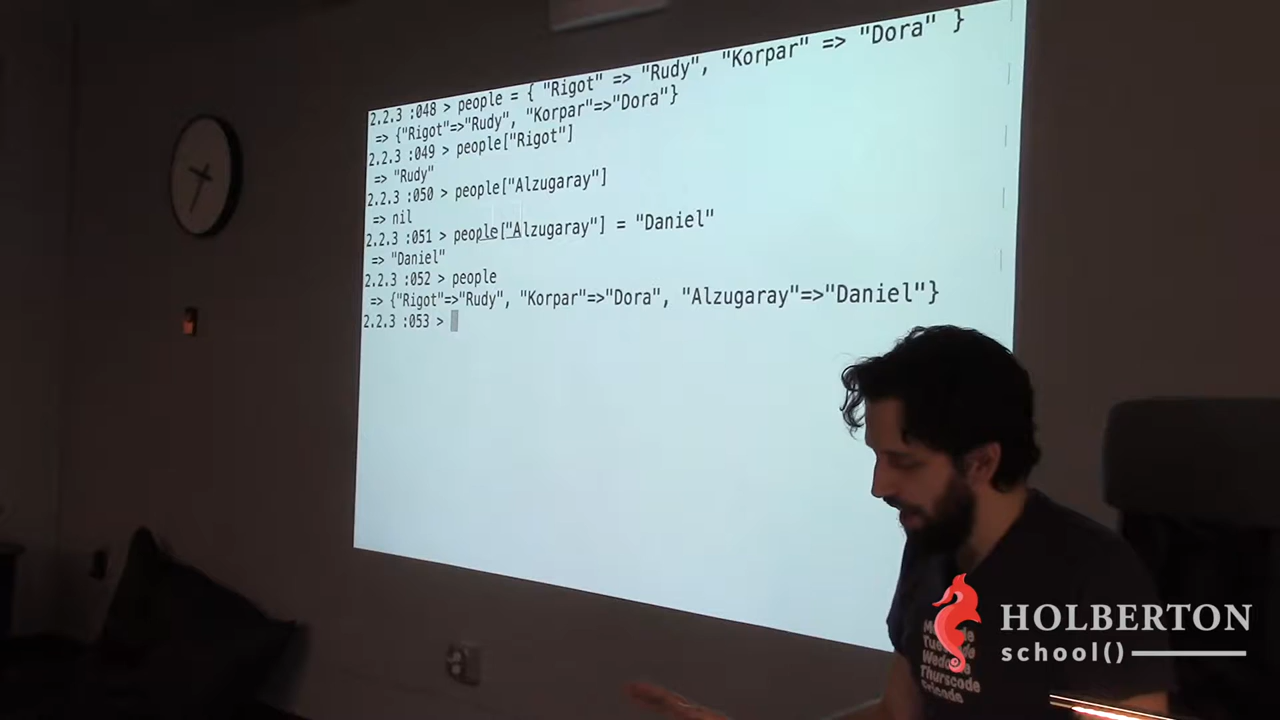 2.2.3 :048 > people = { "Rigot" => "Rudy", "Korpar" => "Dora" }
=> {"Rigot"=>"Rudy", "Korpar"=>"Dora"}
2.2.3 :049 > people["Rigot"]
=> "Rudy"
2.2.3 :050 > people["Alzugaray"]
=> nil
2.2.3 :051 > people["Alzugaray"] = "Daniel"
=> "Daniel"
2.2.3 :052 > people
=> {"Rigot"=>"Rudy", "Korpar"=>"Dora", "Alzugaray"=>"Daniel"}
2.2.3 :053 >
HOLBERTON
school()
Thurscode